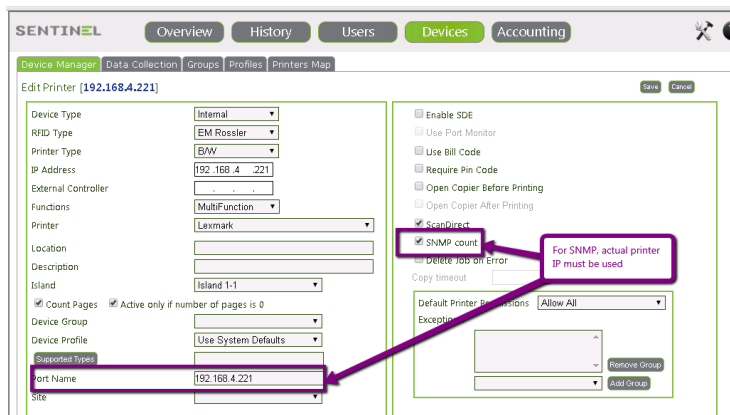 SENTINEL
Overview History Users Devices Accounting
Device Manager Data Collection Groups Profiles Printers Map
Edit Printer [192.168.4.221] Save Cancel
Device Type Internal
RFID Type EM Rossler
Printer Type B/W
IP Address 192 .168 .4 .221
External Controller . . .
Functions MultiFunction
Printer Lexmark
Location
Description
Island Island 1-1
Count Pages Active only if number of pages is 0
Device Group
Device Profile Use System Defaults
Supported Types
Port Name 192.168.4.221
Site
Enable SDE
Use Port Monitor
Use Bill Code
Require Pin Code
Open Copier Before Printing
Open Copier After Printing
ScanDirect
SNMP count
Delete Job on Error
Copy timeout
For SNMP, actual printer
IP must be used
Default Printer Permissions Allow All
Exception
Remove Group
Add Group